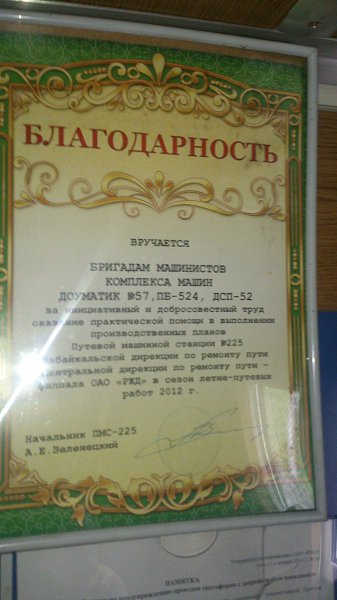 БЛАГОДАРНОСТЬ
ВРУЧАЕТСЯ
БРИГАДАМ МАШИНИСТОВ
КОМПЛЕКСА МАШИН
ДОУМАТИК №57, ПБ-524, ДСП-52
за инициативный и добросовестный труд
оказание практической помощи в выполнении
производственных планов
Путевой машинной станции №225
Забайкальской дирекции по ремонту пути
Центральной дирекции по ремонту пути –
филиала ОАО «РЖД» в сезон летне-путевых
работ 2012 г.
Начальник ПМС-225
А.Е.Зеленецкий
ПАМЯТКА